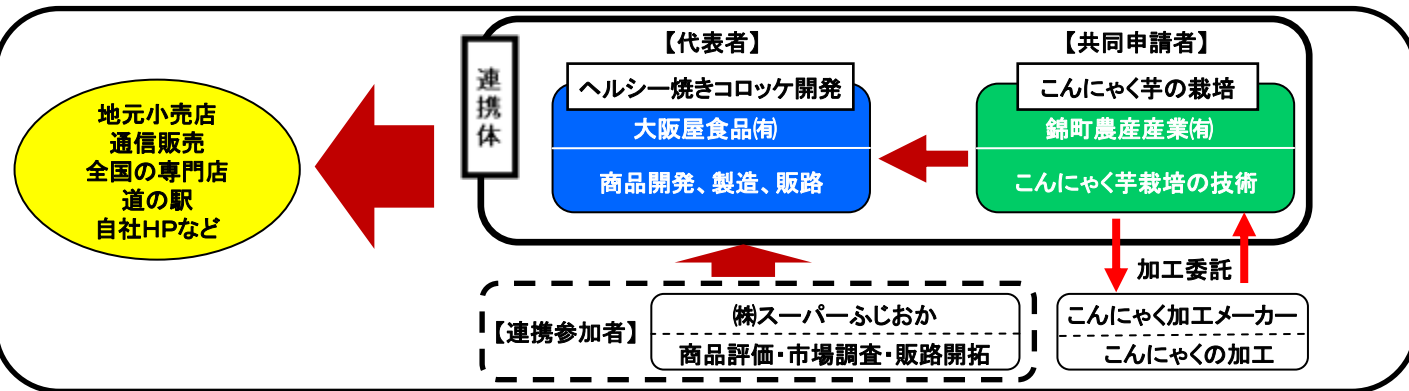 連携体
【代表者】
ヘルシー焼きコロッケ開発
大阪屋食品㈲
商品開発、製造、販路
【共同申請者】
こんにゃく芋の栽培
錦町農産産業㈲
こんにゃく芋栽培の技術
地元小売店
通信販売
全国の専門店
道の駅
自社HPなど
加工委託
【連携参加者】
㈱スーパーふじおか
商品評価・市場調査・販路開拓
こんにゃく加工メーカー
こんにゃくの加工